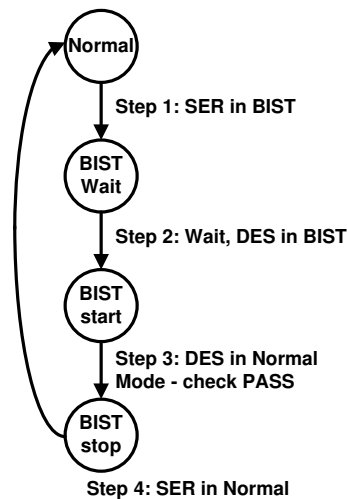 Normal
Step 1: SER in BIST
BIST
Wait
Step 2: Wait, DES in BIST
BIST
start
Step 3: DES in Normal
Mode - check PASS
BIST
stop
Step 4: SER in Normal